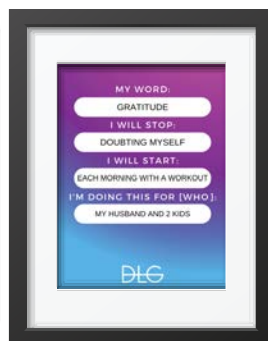 MY WORD:
GRATITUDE
I WILL STOP:
DOUBTING MYSELF
I WILL START:
EACH MORNING WITH A WORKOUT
I'M DOING THIS FOR [WHO]:
MY HUSBAND AND 2 KIDS
DLG